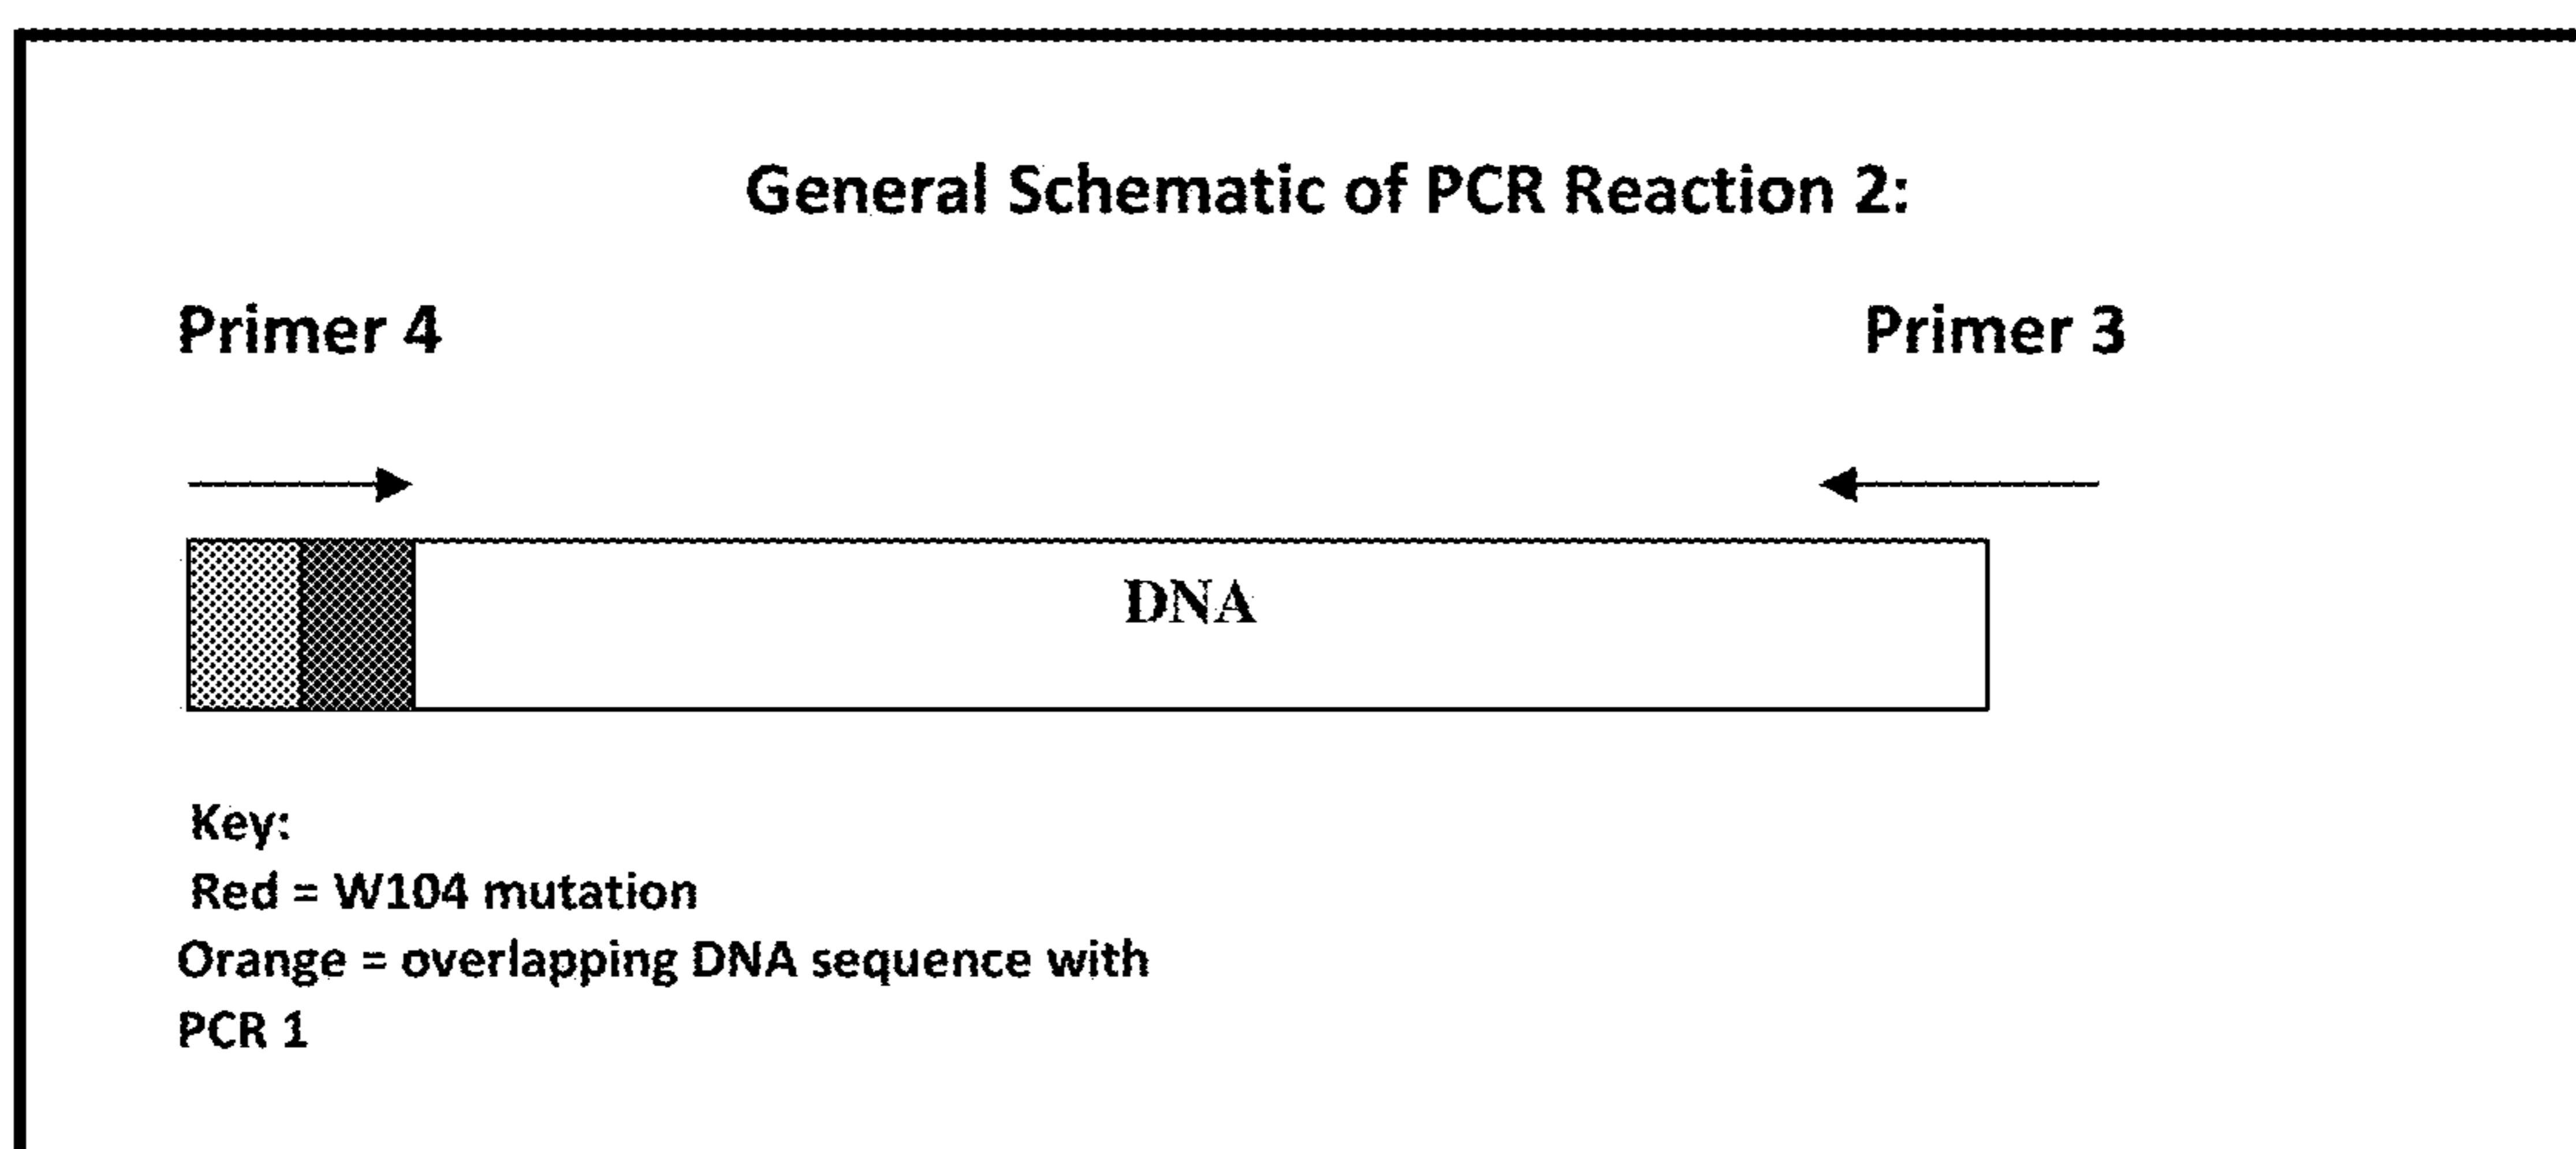 General Schematic of PCR Reaction 2:
Primer 4 Primer 3
DNA
Key:
Red = W104 mutation
Orange = overlapping DNA sequence with
PCR 1